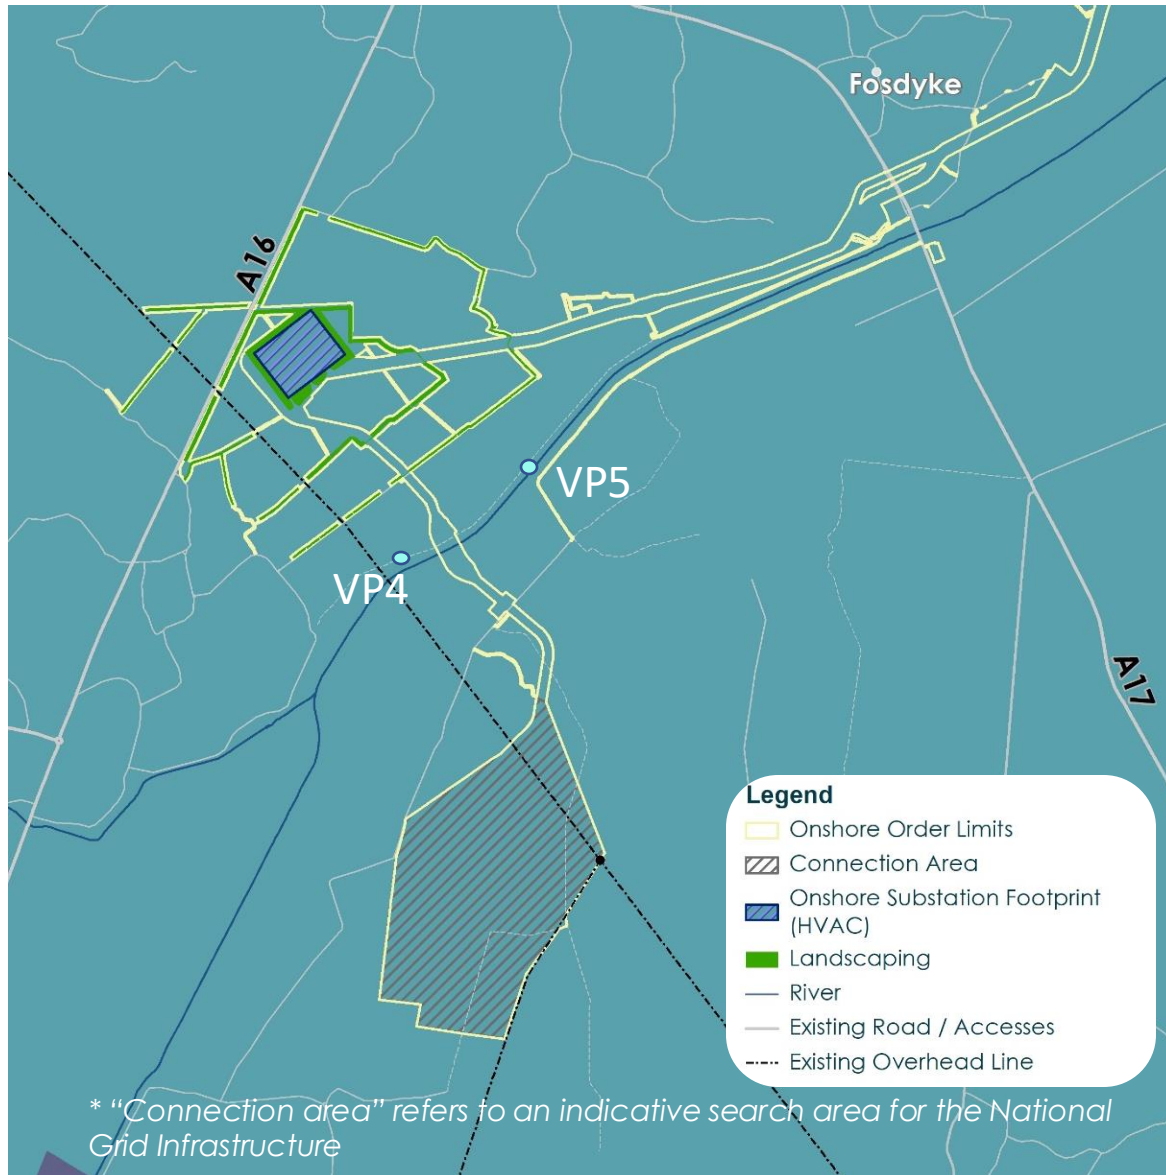 Fosdyke
A16
VP5
VP4
A17
Legend
Onshore Order Limits
Connection Area
Onshore Substation Footprint
(HVAC)
Landscaping
River
Existing Road / Accesses
Existing Overhead Line
* “Connection area” refers to an indicative search area for the National
Grid Infrastructure